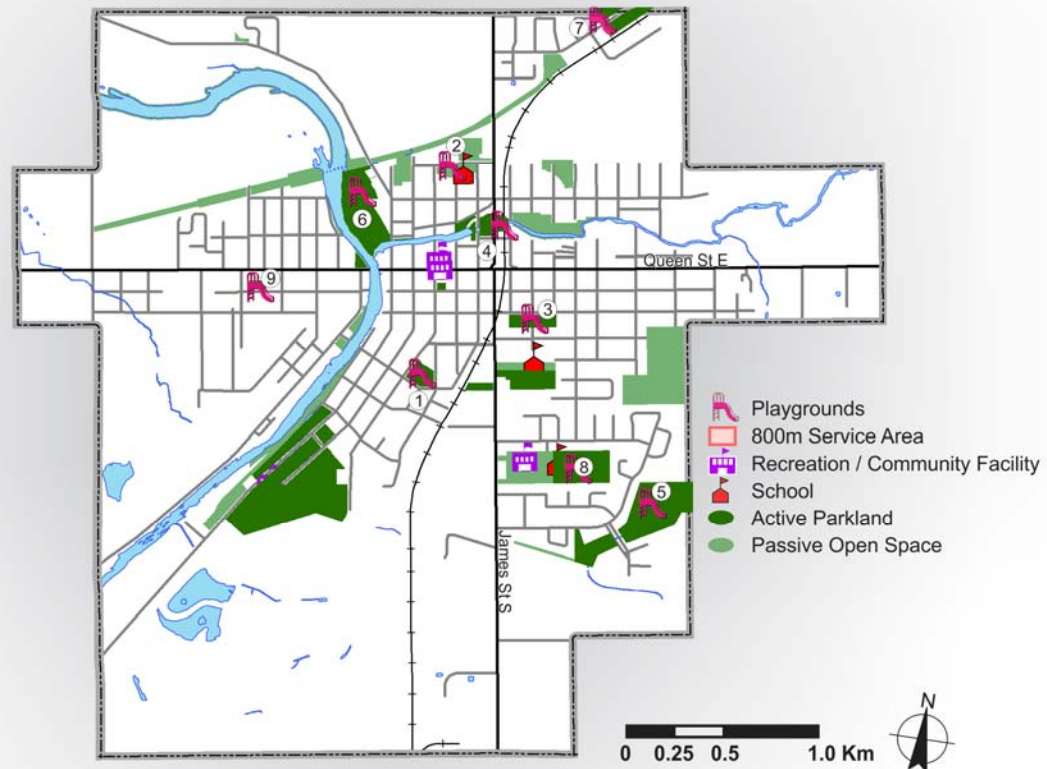 7
2
6
4
Queen St E
9
3
1
8
5
James St S
Playgrounds
800m Service Area
Recreation / Community Facility
School
Active Parkland
Passive Open Space
N
0 0.25 0.5 1.0 Km